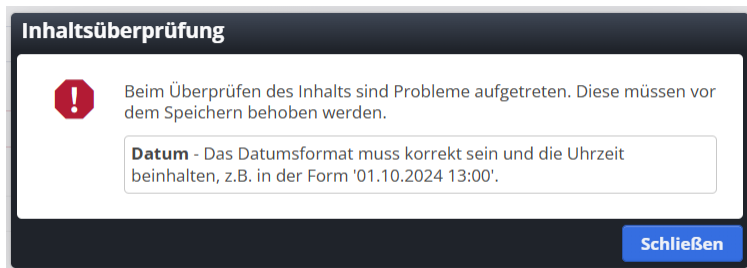 Inhaltsüberprüfung
Beim Überprüfen des Inhalts sind Probleme aufgetreten. Diese müssen vor
dem Speichern behoben werden.
Datum - Das Datumsformat muss korrekt sein und die Uhrzeit
beinhalten, z.B. in der Form '01.10.2024 13:00'.
Schließen